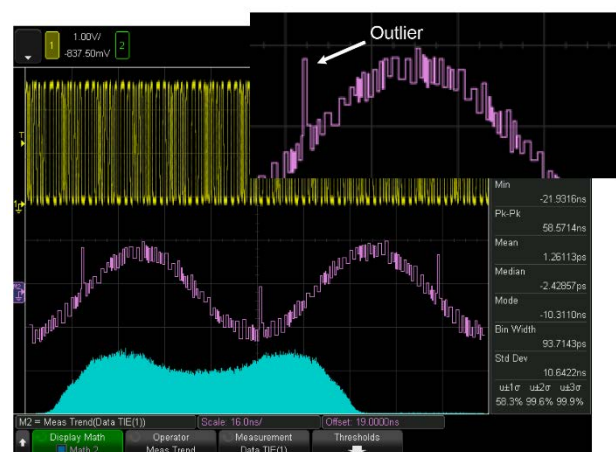 Outlier
1 1.00V/ 2
-837.50mV
T
Min
-21.9316ns
Pk-Pk
58.5714ns
Mean
1.26113ps
Median
-2.42857ps
Mode
-10.3110ns
Bin Width
93.7143ps
Std Dev
10.6422ns
u±1σ u±2σ u±3σ
58.3% 99.6% 99.9%
M2 = Meas Trend(Data TIE(1)) Scale: 16.0ns/ Offset: 19.0000ns
Display Math Operator Measurement Thresholds
Math 2 Meas Trend Data TIE(1)